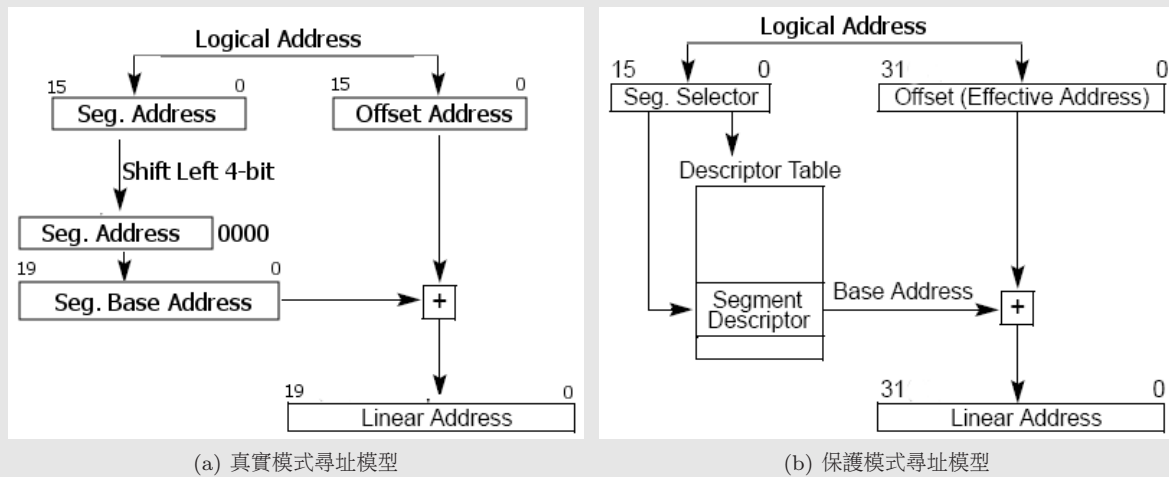 Logical Address
15 0
15 0
Seg. Address
Offset Address
Shift Left 4-bit
Seg. Address 0000
19 0
Seg. Base Address
+
19 0
Linear Address
(a) 真實模式尋址模型
Logical Address
15 0
31 0
Seg. Selector
Offset (Effective Address)
Descriptor Table
Segment
Descriptor
Base Address
+
31 0
Linear Address
(b) 保護模式尋址模型